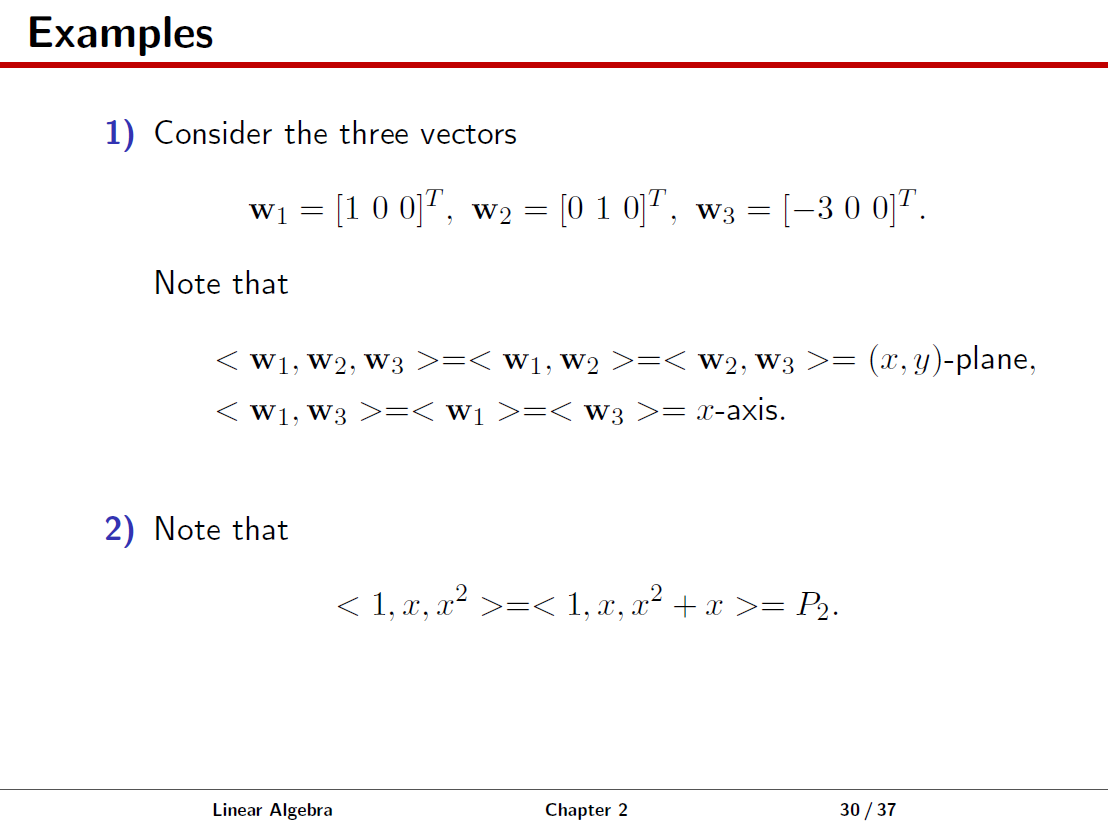 Examples
1) Consider the three vectors
w₁ = [1 0 0]ᵀ, w₂ = [0 1 0]ᵀ, w₃ = [−3 0 0]ᵀ.
Note that
< w₁, w₂, w₃ >=< w₁, w₂ >=< w₂, w₃ >= (x, y)-plane,
< w₁, w₃ >=< w₁ >=< w₃ >= x-axis.
2) Note that
< 1, x, x² >=< 1, x, x² + x >= P₂.
Linear Algebra Chapter 2 30 / 37